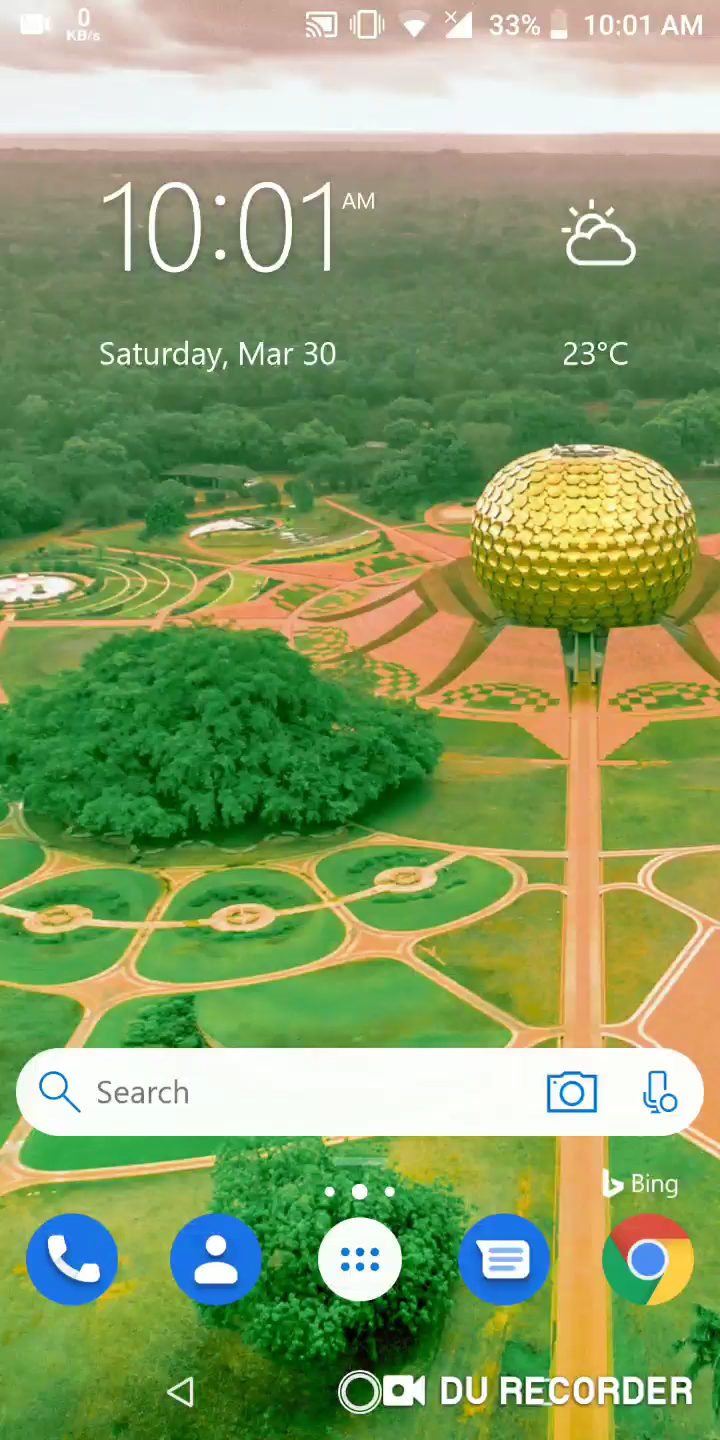 0
KB/s
33%
10:01 AM
10:01 AM
Saturday, Mar 30
23°C
Search
Bing
DU RECORDER